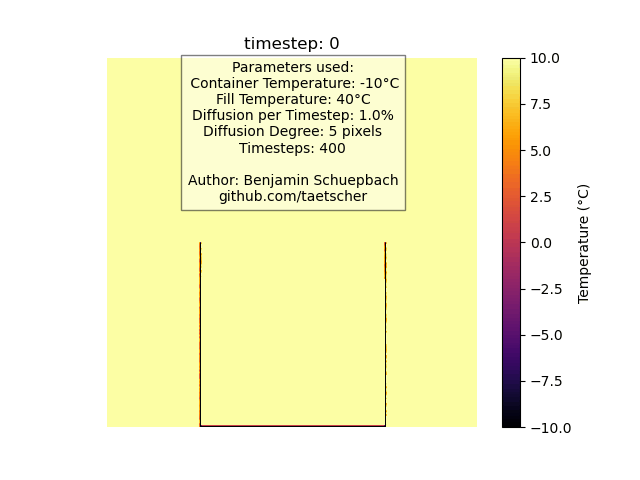 timestep: 0
Parameters used:
Container Temperature: -10°C
Fill Temperature: 40°C
Diffusion per Timestep: 1.0%
Diffusion Degree: 5 pixels
Timesteps: 400
Author: Benjamin Schuepbach
github.com/taetscher
10.0
7.5
5.0
2.5
0.0
−2.5
−5.0
−7.5
−10.0
Temperature (°C)